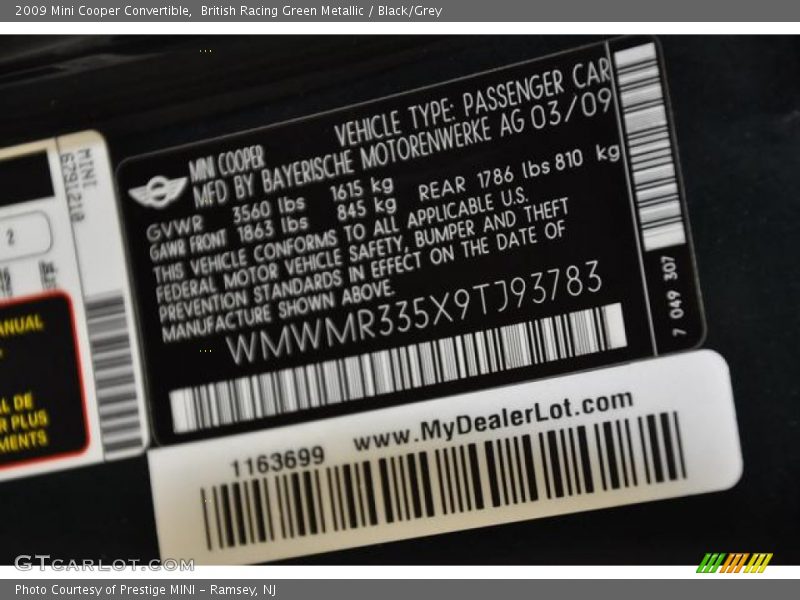 2009 Mini Cooper Convertible,  British Racing Green Metallic / Black/Grey
VEHICLE TYPE: PASSENGER CAR
MINI COOPER
MFD BY BAYERISCHE MOTORENWERKE AG 03/09
GVWR 3560 lbs 1615 kg
GAWR FRONT 1863 lbs 845 kg REAR 1786 lbs 810 kg
THIS VEHICLE CONFORMS TO ALL APPLICABLE U.S.
FEDERAL MOTOR VEHICLE SAFETY, BUMPER AND THEFT
PREVENTION STANDARDS IN EFFECT ON THE DATE OF
MANUFACTURE SHOWN ABOVE.
WMWMR335X9TJ93783
7 049 307
MINI
6791210
2
ANUAL
L DE
R PLUS
MENTS
1163699 www.MyDealerLot.com
GTCARLOT.COM
Photo Courtesy of Prestige MINI - Ramsey, NJ